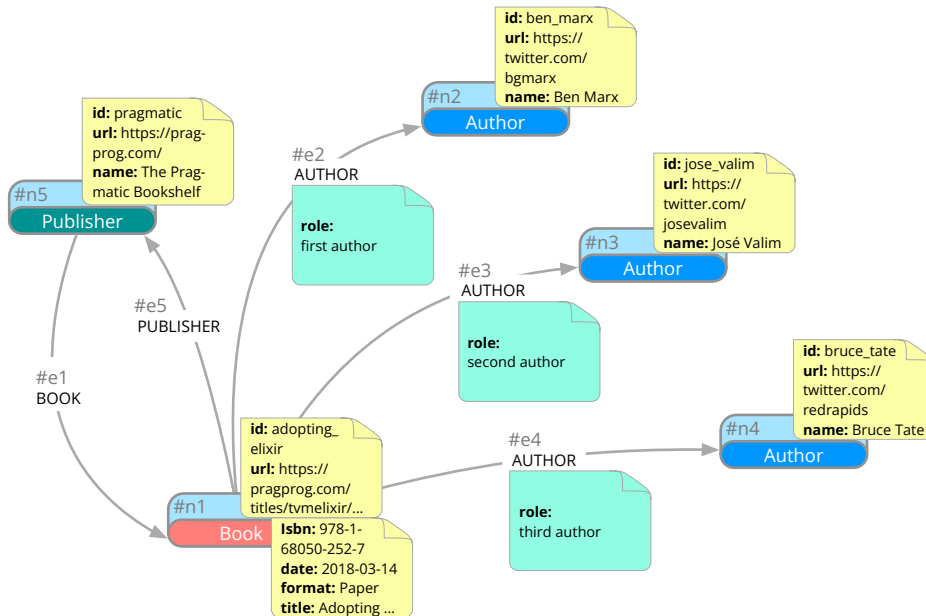 id: ben_marx
url: https://
twitter.com/
bgmarx
name: Ben Marx
#n2
Author
id: pragmatic
url: https://prag-
prog.com/
name: The Prag-
matic Bookshelf
#n5
Publisher
#e2
AUTHOR
role:
first author
id: jose_valim
url: https://
twitter.com/
josevalim
name: José Valim
#n3
Author
#e3
AUTHOR
role:
second author
#e5
PUBLISHER
#e1
BOOK
id: bruce_tate
url: https://
twitter.com/
redrapids
name: Bruce Tate
#n4
Author
#e4
AUTHOR
role:
third author
id: adopting_
elixir
url: https://
pragprog.com/
titles/tvmelixir/...
#n1
Book
Isbn: 978-1-
68050-252-7
date: 2018-03-14
format: Paper
title: Adopting ...